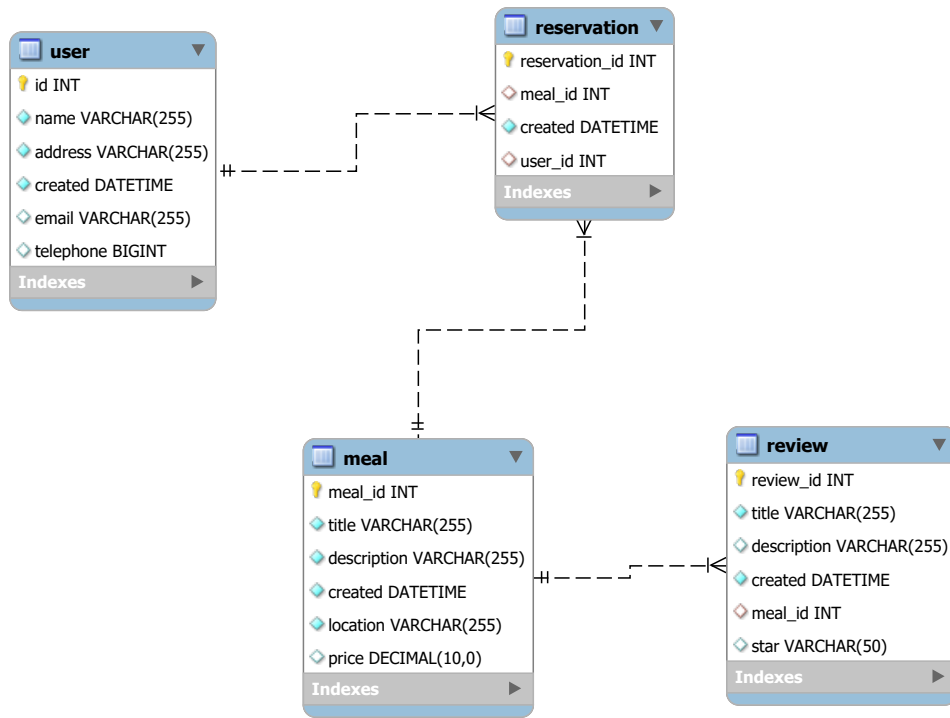 user
id INT
name VARCHAR(255)
address VARCHAR(255)
created DATETIME
email VARCHAR(255)
telephone BIGINT
Indexes
reservation
reservation_id INT
meal_id INT
created DATETIME
user_id INT
Indexes
meal
meal_id INT
title VARCHAR(255)
description VARCHAR(255)
created DATETIME
location VARCHAR(255)
price DECIMAL(10,0)
Indexes
review
review_id INT
title VARCHAR(255)
description VARCHAR(255)
created DATETIME
meal_id INT
star VARCHAR(50)
Indexes